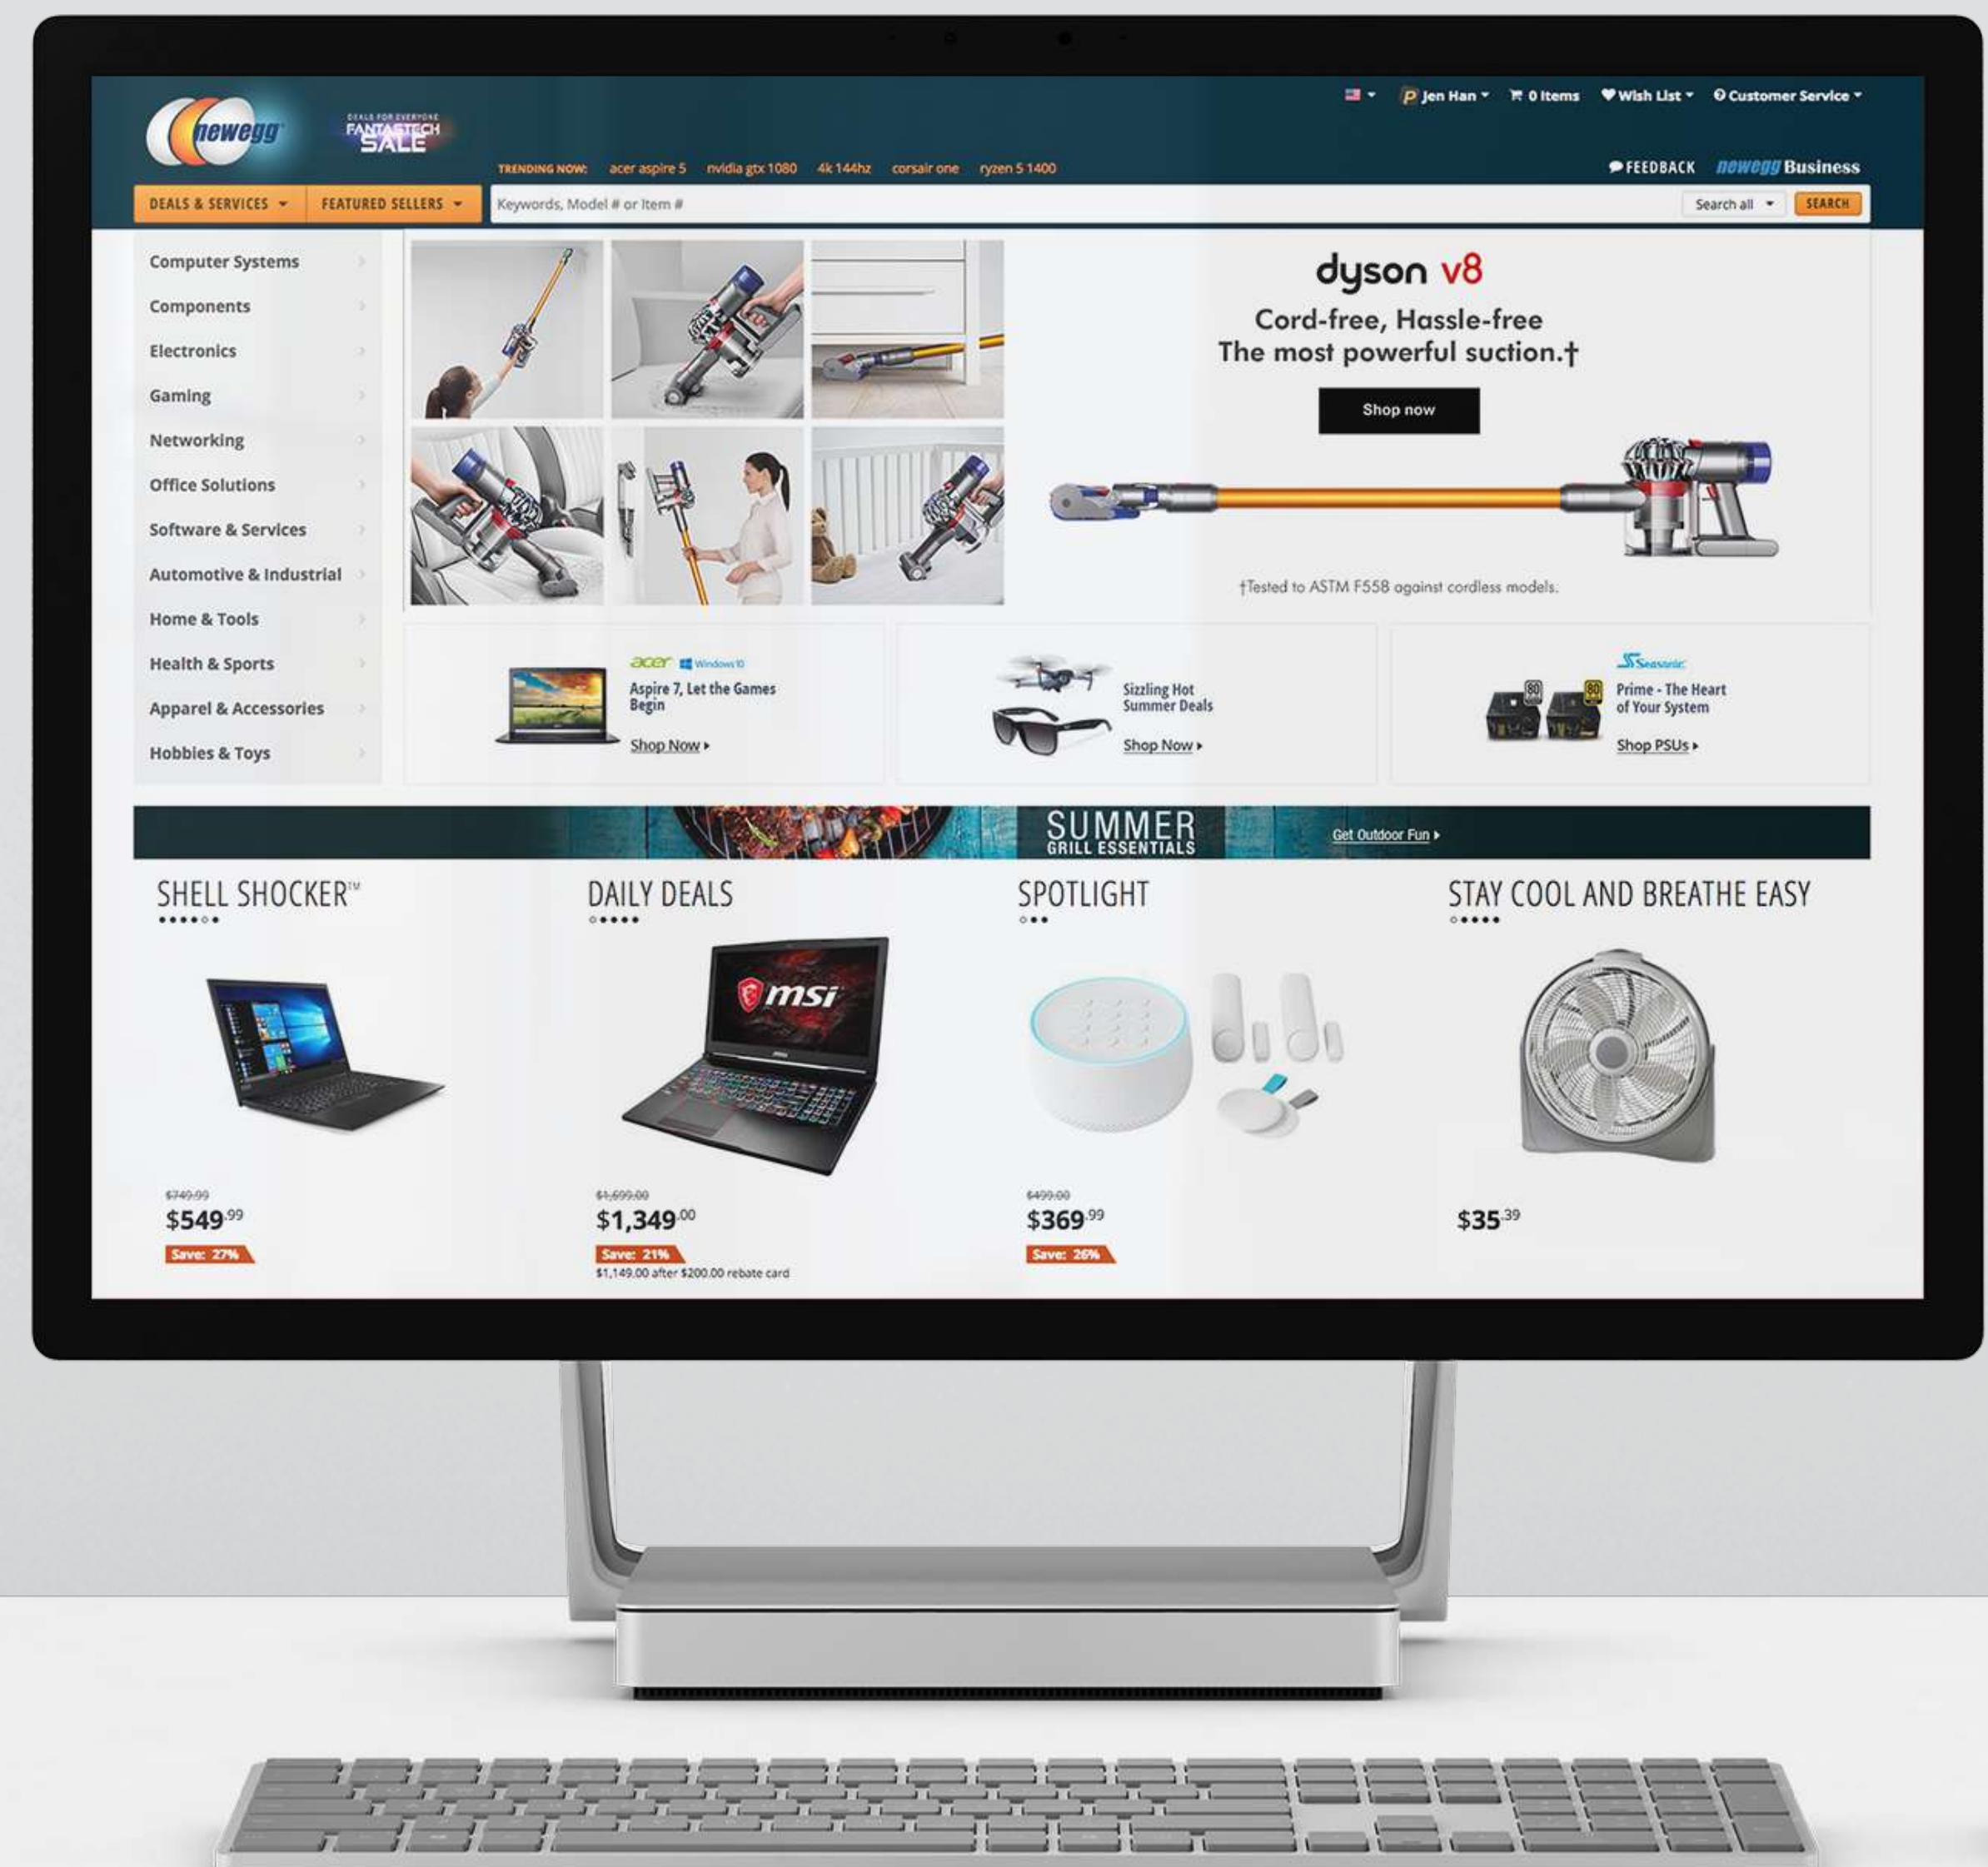 Jen Han
0 Items
Wish List
Customer Service
newegg
DEALS FOR EVERYONE
FANTASTECH
SALE
TRENDING NOW: acer aspire 5 nvidia gtx 1080 4k 144hz corsair one ryzen 5 1400
FEEDBACK
newegg Business
DEALS & SERVICES
FEATURED SELLERS
Keywords, Model # or Item #
Search all
SEARCH
Computer Systems
Components
Electronics
Gaming
Networking
Office Solutions
Software & Services
Automotive & Industrial
Home & Tools
Health & Sports
Apparel & Accessories
Hobbies & Toys
dyson v8
Cord-free, Hassle-free
The most powerful suction.†
Shop now
†Tested to ASTM F558 against cordless models.
acer Windows 10
Aspire 7, Let the Games
Begin
Shop Now
Sizzling Hot
Summer Deals
Shop Now
80
80
Seasonic
Prime - The Heart
of Your System
Shop PSUs
SUMMER
GRILL ESSENTIALS
Get Outdoor Fun
SHELL SHOCKER™
$749.99
$549.99
Save: 27%
DAILY DEALS
msi
$1,699.00
$1,349.00
Save: 21%
$1,149.00 after $200.00 rebate card
SPOTLIGHT
$499.00
$369.99
Save: 26%
STAY COOL AND BREATHE EASY
$35.39